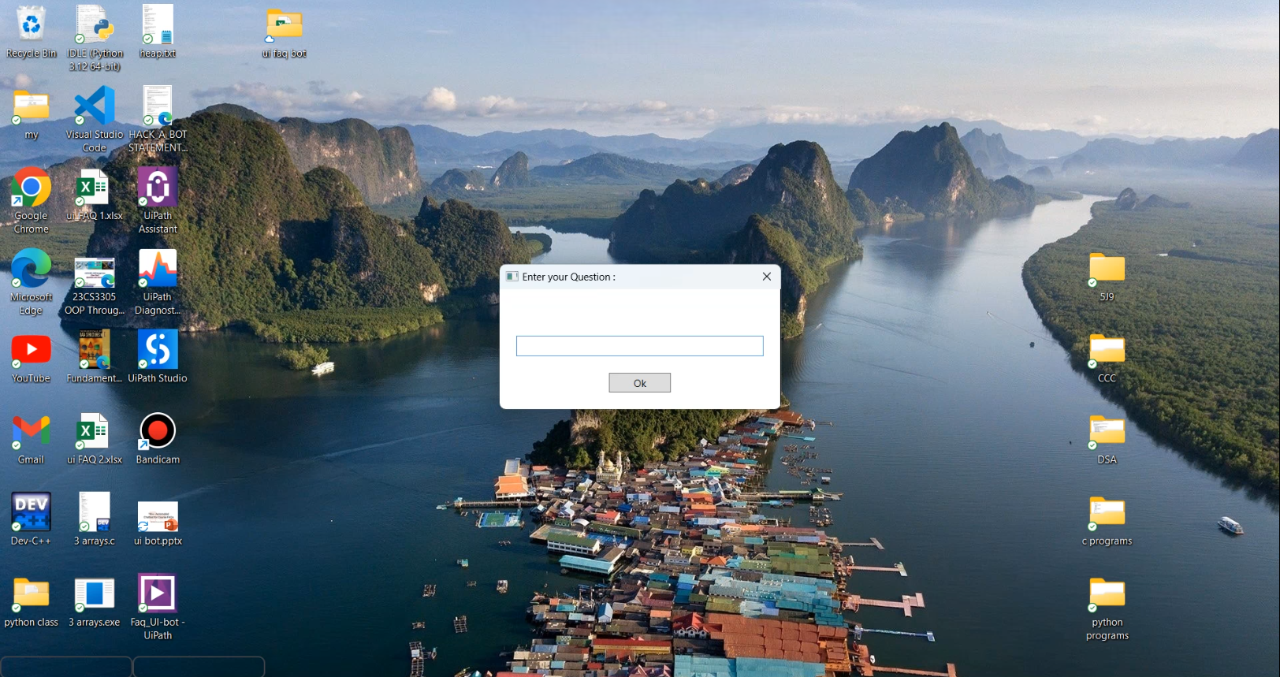 Recycle Bin
IDLE (Python
3.12 64-bit)
heap.txt
ui faq bot
my
Visual Studio
Code
HACK_A_BOT
STATEMENT...
Google
Chrome
ui FAQ 1.xlsx
UiPath
Assistant
Microsoft
Edge
23CS3305
OOP Throug...
UiPath
Diagnost...
YouTube
Fundament...
UiPath Studio
Gmail
ui FAQ 2.xlsx
Bandicam
DEV
C++
Dev-C++
3 arrays.c
ui bot.pptx
python class
3 arrays.exe
Faq_UI-bot -
UiPath
Enter your Question :
Ok
519
CCC
DSA
c programs
python
programs